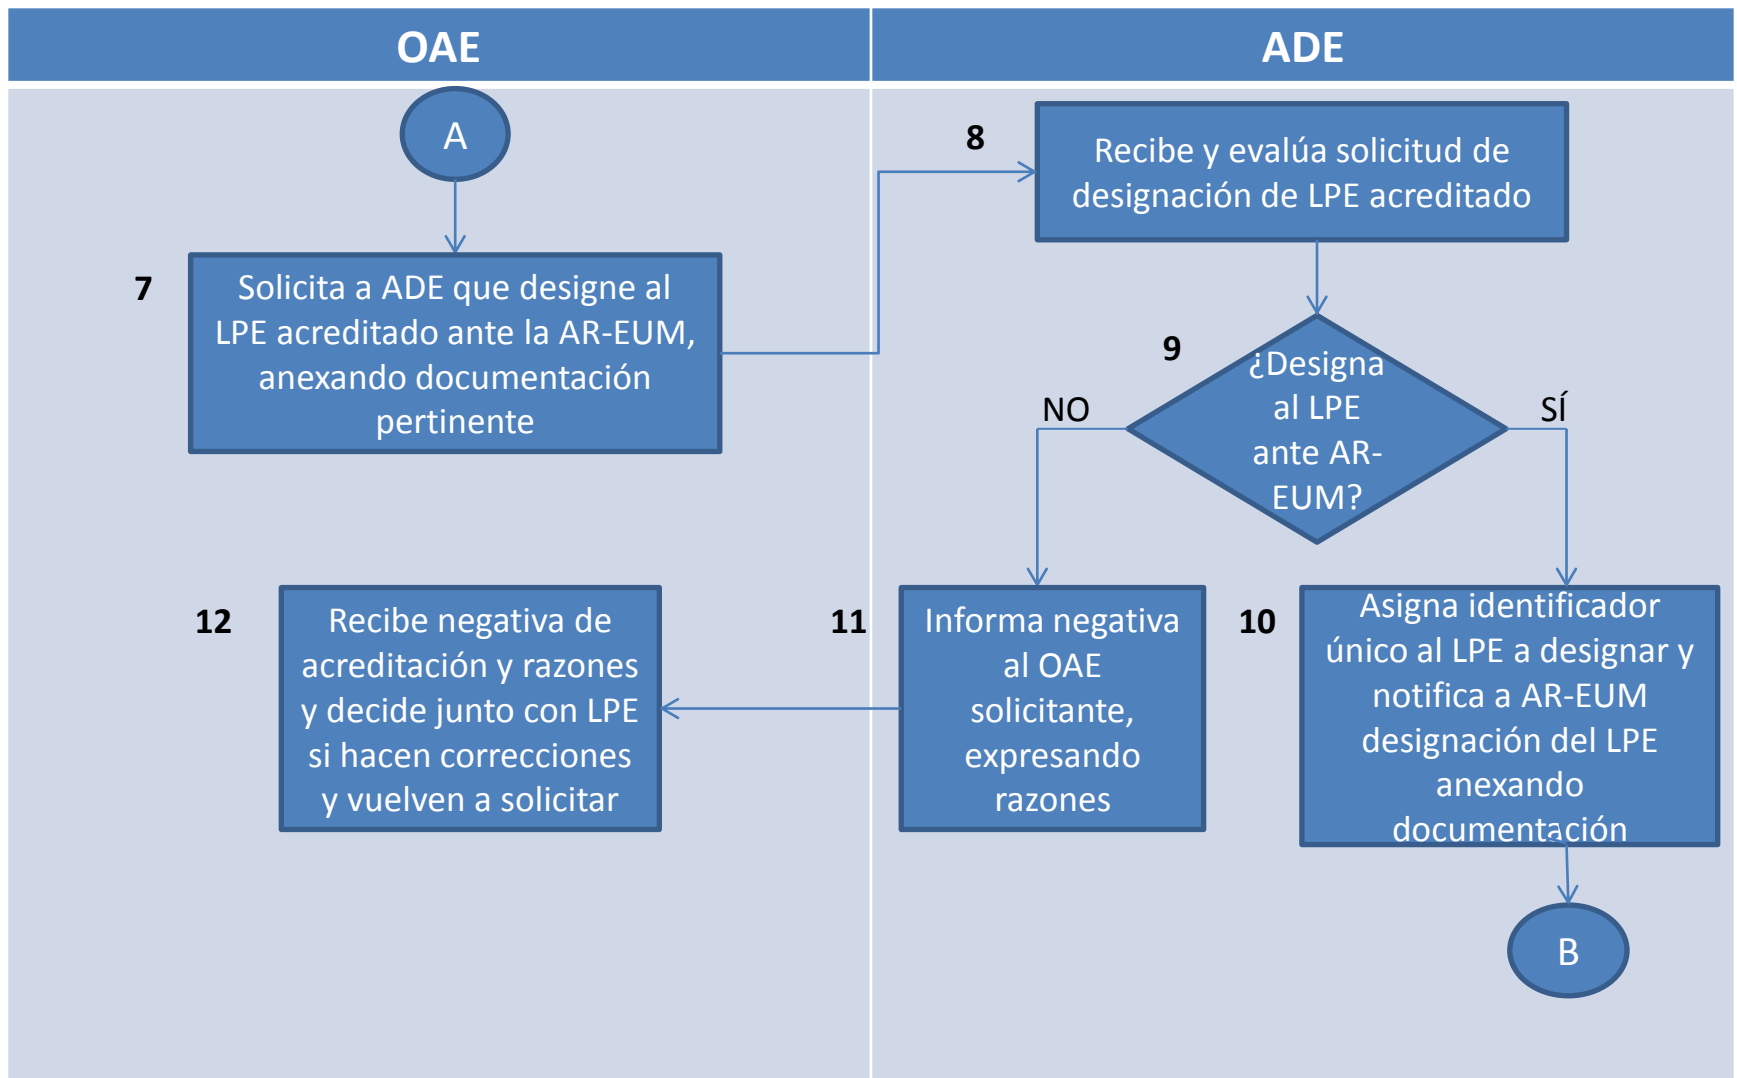 OAE
ADE
A
7
Solicita a ADE que designe al
LPE acreditado ante la AR-EUM,
anexando documentación
pertinente
8
Recibe y evalúa solicitud de
designación de LPE acreditado
9
¿Designa
al LPE
ante AR-
EUM?
NO
SÍ
12
Recibe negativa de
acreditación y razones
y decide junto con LPE
si hacen correcciones
y vuelven a solicitar
11
Informa negativa
al OAE
solicitante,
expresando
razones
10
Asigna identificador
único al LPE a designar y
notifica a AR-EUM
designación del LPE
anexando
documentación
B